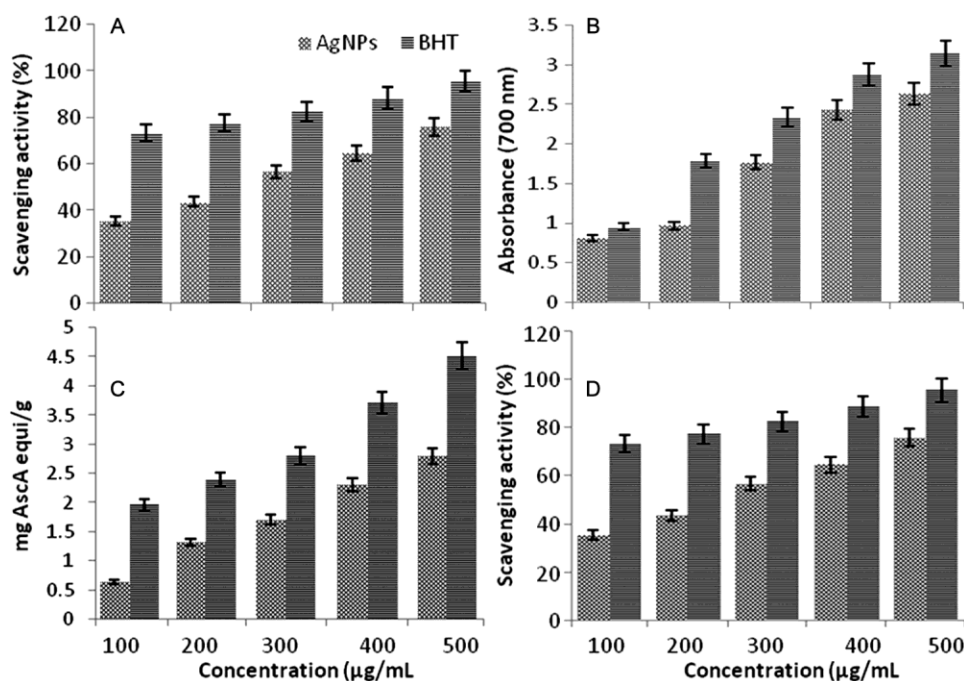 A
Scavenging activity (%)
120
100
80
60
40
20
0
AgNPs
BHT
B
Absorbance (700 nm)
3.5
3
2.5
2
1.5
1
0.5
0
C
mg AscA equi/g
5
4.5
4
3.5
3
2.5
2
1.5
1
0.5
0
100 200 300 400 500
Concentration (µg/mL
D
Scavenging activity (%)
120
100
80
60
40
20
0
100 200 300 400 500
Concentration (µg/mL